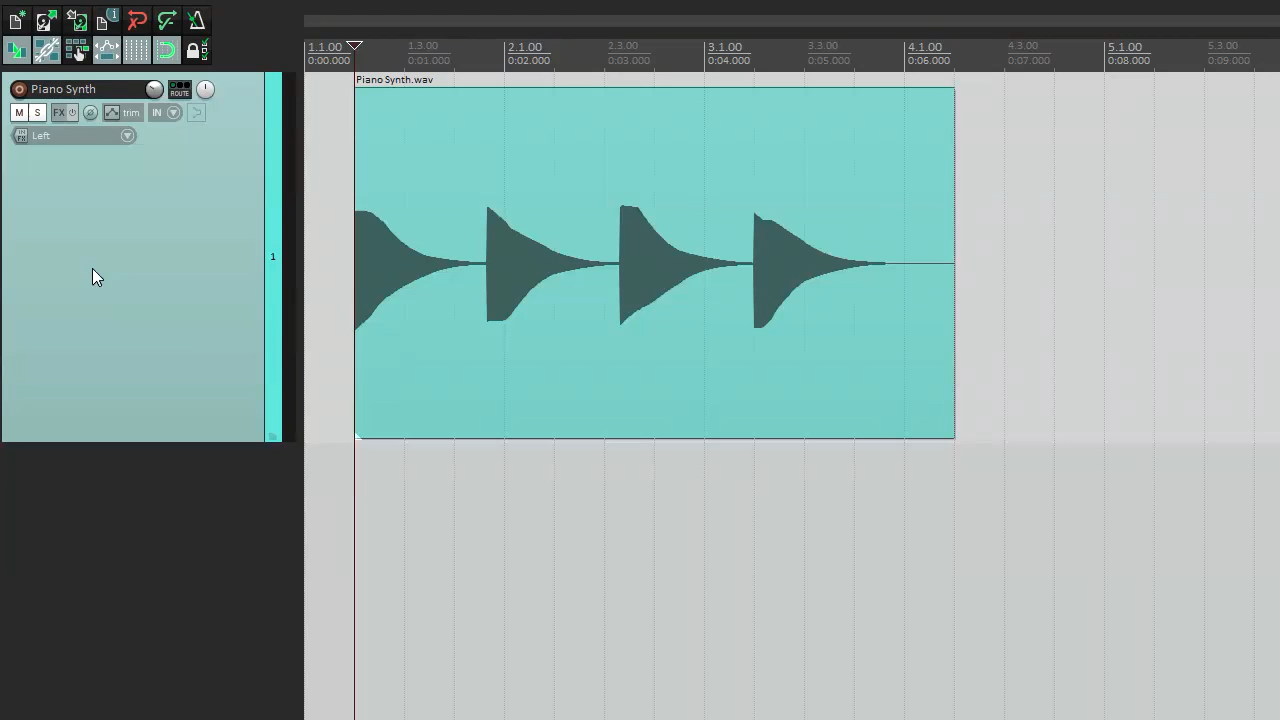 1.1.00 1.3.00 2.1.00 2.3.00 3.1.00 3.3.00 4.1.00 4.3.00 5.1.00 5.3.00
0:00.000 0:01.000 0:02.000 0:03.000 0:04.000 0:05.000 0:06.000 0:07.000 0:08.000 0:09.000
Piano Synth.wav
Piano Synth
ROUTE
M S FX trim IN
Left
1